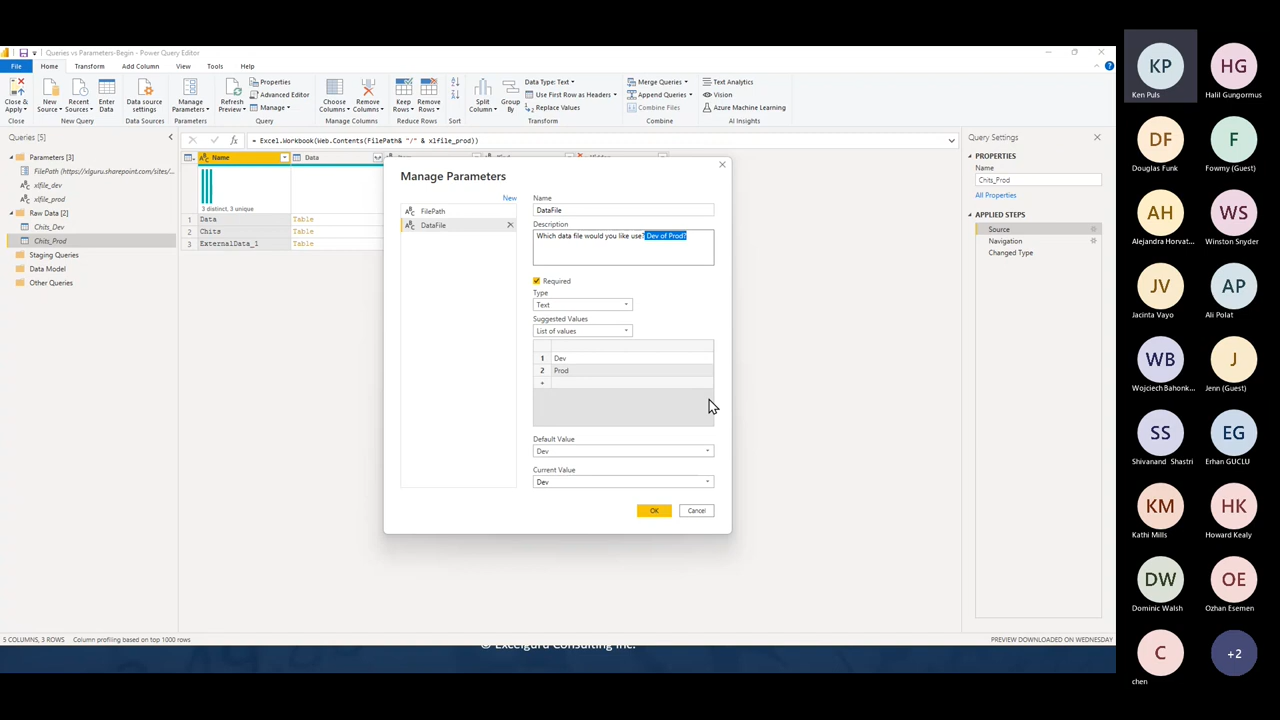 Queries vs Parameters-Begin - Power Query Editor
File Home Transform Add Column View Tools Help
Close & Apply
New Source
Recent Sources
Enter Data
Data source settings
Manage Parameters
Refresh Preview
Properties
Advanced Editor
Manage
Choose Columns
Remove Columns
Keep Rows
Remove Rows
Split Column
Group By
Data Type: Text
Use First Row as Headers
Replace Values
Merge Queries
Append Queries
Combine Files
Text Analytics
Vision
Azure Machine Learning
Close New Query Data Sources Parameters Query Manage Columns Reduce Rows Sort Transform Combine AI Insights
Queries [5]
Parameters [3]
FilePath (https://xlguru.sharepoint.com/sites/...
xlfile_dev
xlfile_prod
Raw Data [2]
Chits_Dev
Chits_Prod
Staging Queries
Data Model
Other Queries
= Excel.Workbook(Web.Contents(FilePath& "/" & xlfile_prod))
Name Data
3 distinct, 3 unique
1 Data Table
2 Chits Table
3 ExternalData_1 Table
Manage Parameters
New
FilePath
DataFile
Name
DataFile
Description
Which data file would you like use? Dev of Prod?
Required
Type
Text
Suggested Values
List of values
1 Dev
2 Prod
*
Default Value
Dev
Current Value
Dev
OK Cancel
Query Settings
PROPERTIES
Name
Chits_Prod
All Properties
APPLIED STEPS
Source
Navigation
Changed Type
5 COLUMNS, 3 ROWS Column profiling based on top 1000 rows
PREVIEW DOWNLOADED ON WEDNESDAY
© Excelguru Consulting Inc.
KP HG
Ken Puls Halil Gungormus
DF F
Douglas Funk Fowmy (Guest)
AH WS
Alejandra Horvat... Winston Snyder
JV AP
Jacinta Vayo Ali Polat
WB J
Wojciech Bahonk... Jenn (Guest)
SS EG
Shivanand Shastri Erhan GUCLU
KM HK
Kathi Mills Howard Kealy
DW OE
Dominic Walsh Ozhan Esemen
C +2
chen